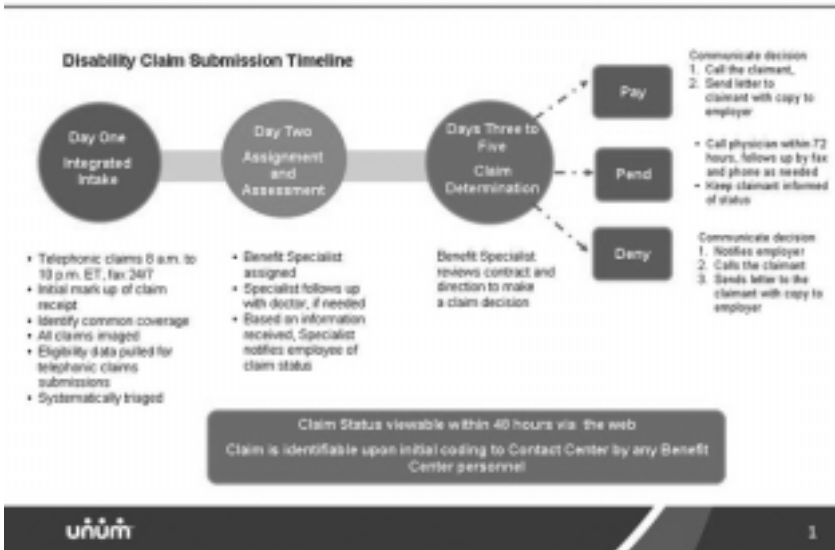 Disability Claim Submission Timeline
Day One
Integrated
Intake
• Telephonic claims 8 a.m. to
10 p.m. ET, fax 24/7
• Initial mark up of claim
receipt
• Identify common coverage
• All claims imaged
• Eligibility data pulled for
telephonic claims
submissions
• Systematically triaged
Day Two
Assignment
and
Assessment
• Benefit Specialist
assigned
• Specialist follows up
with doctor, if needed
• Based on information
received, Specialist
notifies employee of
claim status
Days Three to
Five
Claim
Determination
Benefit Specialist
reviews contract and
direction to make
a claim decision
Pay
Communicate decision
1. Call the claimant,
2. Send letter to
claimant with copy to
employer
Pend
• Call physician within 72
hours, follows up by fax
and phone as needed
• Keep claimant informed
of status
Deny
Communicate decision
1. Notifies employer
2. Calls the claimant
3. Sends letter to the
claimant with copy to
employer
Claim Status viewable within 48 hours via the web
Claim is identifiable upon initial coding to Contact Center by any Benefit
Center personnel
unum
1